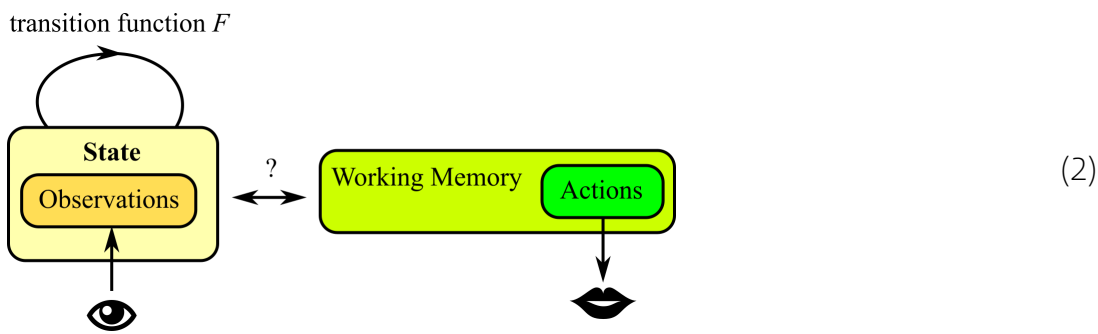 transition function F
State
Observations
?
Working Memory
Actions
(2)